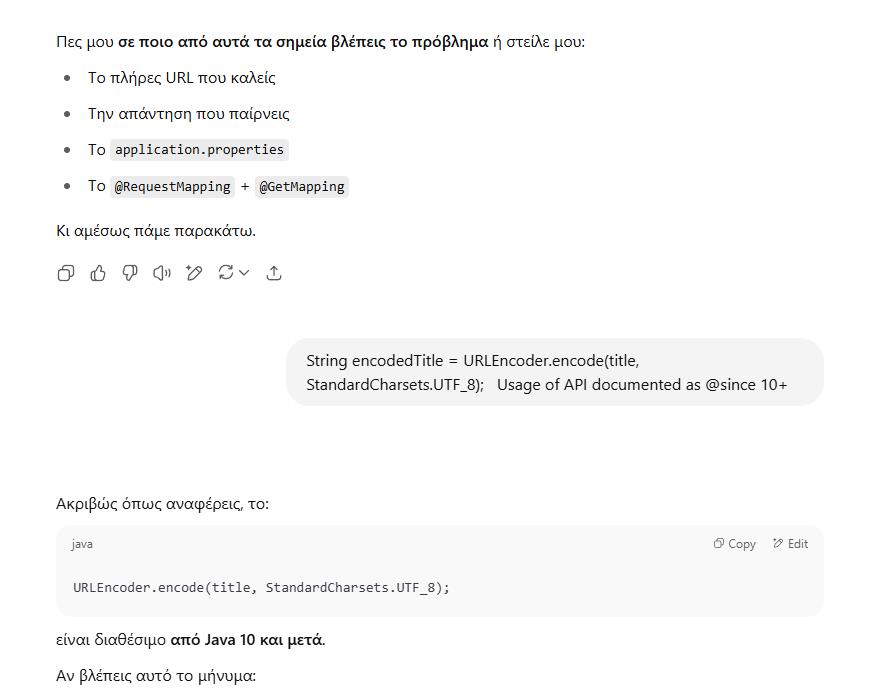 Πες μου σε ποιο από αυτά τα σημεία βλέπεις το πρόβλημα ή στείλε μου:
• Το πλήρες URL που καλείς
• Την απάντηση που παίρνεις
• Το application.properties
• Το @RequestMapping + @GetMapping
Κι αμέσως πάμε παρακάτω.
String encodedTitle = URLEncoder.encode(title,
StandardCharsets.UTF_8);   Usage of API documented as @since 10+
Ακριβώς όπως αναφέρεις, το:
java Copy Edit
URLEncoder.encode(title, StandardCharsets.UTF_8);
είναι διαθέσιμο από Java 10 και μετά.
Αν βλέπεις αυτό το μήνυμα: